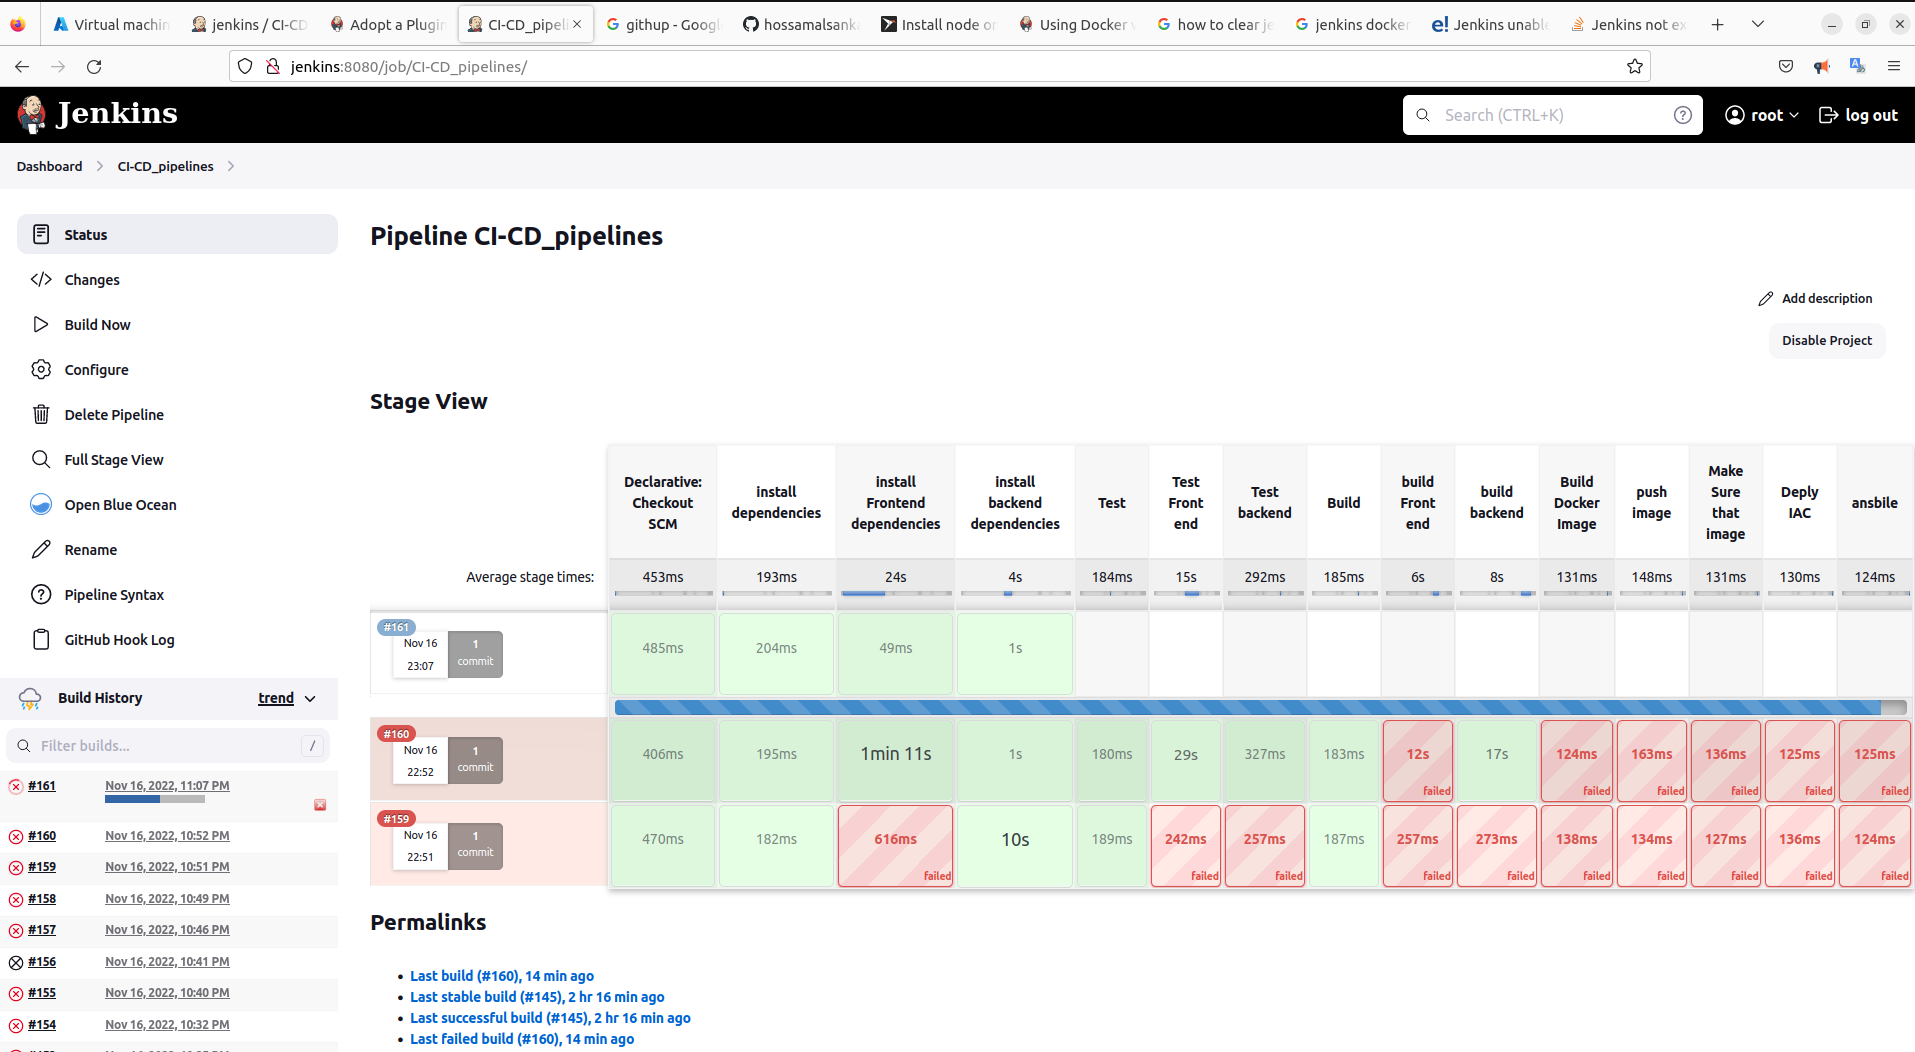 Virtual machin
jenkins / CI-CD
Adopt a Plugin
CI-CD_pipeli
githup - Googl
hossamalsanka
Install node or
Using Docker
how to clear je
jenkins docker
Jenkins unable
Jenkins not ex
jenkins:8080/job/CI-CD_pipelines/
Jenkins
Search (CTRL+K)
root
log out
Dashboard
CI-CD_pipelines
Status
Changes
Build Now
Configure
Delete Pipeline
Full Stage View
Open Blue Ocean
Rename
Pipeline Syntax
GitHub Hook Log
Build History
trend
Filter builds...
/
#161 Nov 16, 2022, 11:07 PM
#160 Nov 16, 2022, 10:52 PM
#159 Nov 16, 2022, 10:51 PM
#158 Nov 16, 2022, 10:49 PM
#157 Nov 16, 2022, 10:46 PM
#156 Nov 16, 2022, 10:41 PM
#155 Nov 16, 2022, 10:40 PM
#154 Nov 16, 2022, 10:32 PM
Pipeline CI-CD_pipelines
Add description
Disable Project
Stage View
Declarative:
Checkout
SCM
install
dependencies
install
Frontend
dependencies
install
backend
dependencies
Test
Test
Front
end
Test
backend
Build
build
Front
end
build
backend
Build
Docker
Image
push
image
Make
Sure
that
image
Deply
IAC
ansbile
Average stage times:
453ms 193ms 24s 4s 184ms 15s 292ms 185ms 6s 8s 131ms 148ms 131ms 130ms 124ms
#161
Nov 16
23:07
1
commit
485ms 204ms 49ms 1s
#160
Nov 16
22:52
1
commit
406ms 195ms 1min 11s 1s 180ms 29s 327ms 183ms 12s 17s 124ms 163ms 136ms 125ms 125ms
failed failed failed failed failed failed
#159
Nov 16
22:51
1
commit
470ms 182ms 616ms 10s 189ms 242ms 257ms 187ms 257ms 273ms 138ms 134ms 127ms 136ms 124ms
failed failed failed failed failed failed failed failed failed failed
Permalinks
Last build (#160), 14 min ago
Last stable build (#145), 2 hr 16 min ago
Last successful build (#145), 2 hr 16 min ago
Last failed build (#160), 14 min ago